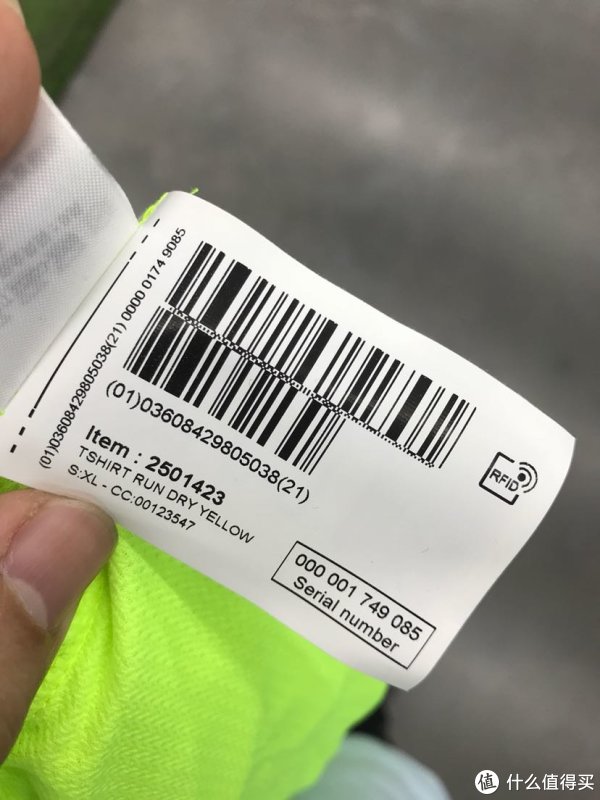 (01)03608429805038(21) 0000 0174 9085
(01)03608429805038(21)
Item : 2501423
TSHIRT RUN DRY YELLOW
S:XL - CC:00123547
RFID
000 001 749 085
Serial number
值 什么值得买